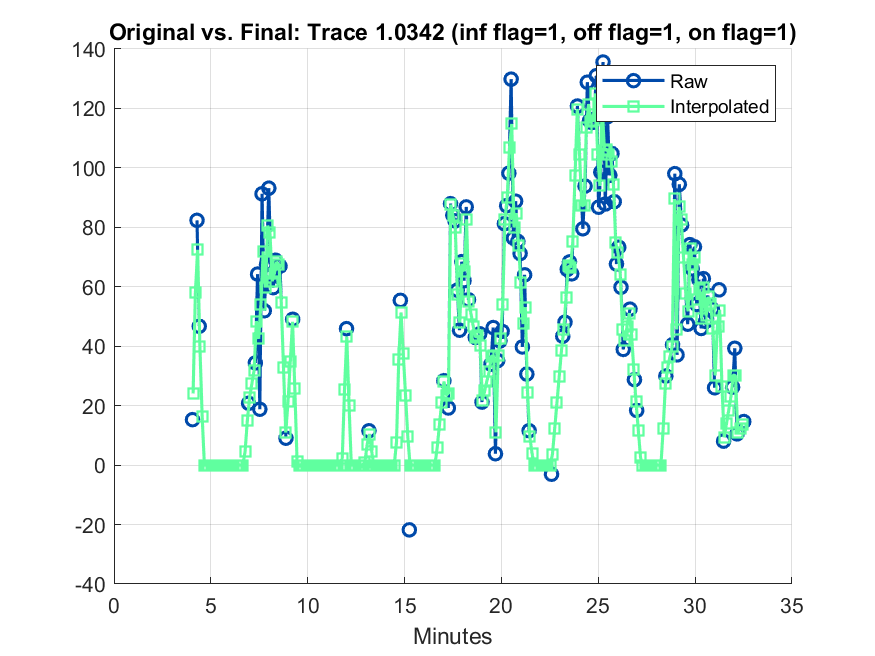 Original vs. Final: Trace 1.0342 (inf flag=1, off flag=1, on flag=1)
140
120
100
80
60
40
20
0
-20
-40
Raw
Interpolated
0 5 10 15 20 25 30 35
Minutes